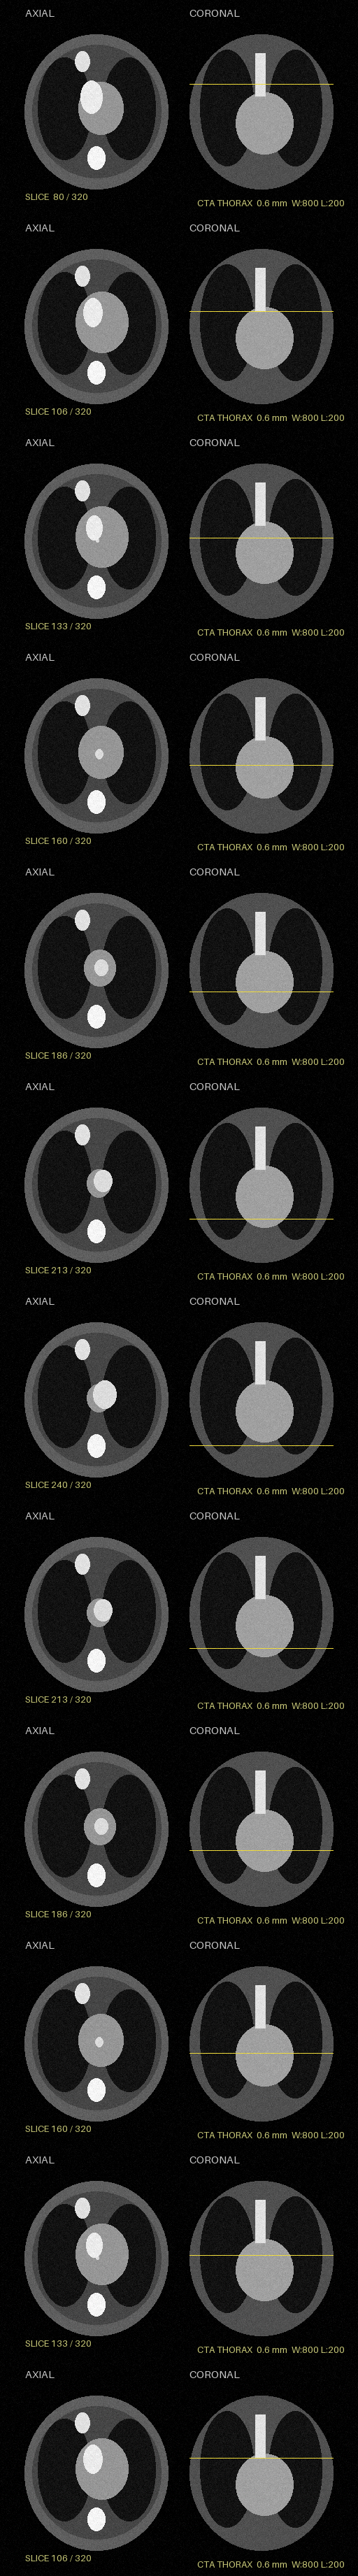 AXIAL CORONAL
SLICE 80 / 320 CTA THORAX 0.6 mm W:800 L:200
AXIAL CORONAL
SLICE 106 / 320 CTA THORAX 0.6 mm W:800 L:200
AXIAL CORONAL
SLICE 133 / 320 CTA THORAX 0.6 mm W:800 L:200
AXIAL CORONAL
SLICE 160 / 320 CTA THORAX 0.6 mm W:800 L:200
AXIAL CORONAL
SLICE 186 / 320 CTA THORAX 0.6 mm W:800 L:200
AXIAL CORONAL
SLICE 213 / 320 CTA THORAX 0.6 mm W:800 L:200
AXIAL CORONAL
SLICE 240 / 320 CTA THORAX 0.6 mm W:800 L:200
AXIAL CORONAL
SLICE 213 / 320 CTA THORAX 0.6 mm W:800 L:200
AXIAL CORONAL
SLICE 186 / 320 CTA THORAX 0.6 mm W:800 L:200
AXIAL CORONAL
SLICE 160 / 320 CTA THORAX 0.6 mm W:800 L:200
AXIAL CORONAL
SLICE 133 / 320 CTA THORAX 0.6 mm W:800 L:200
AXIAL CORONAL
SLICE 106 / 320 CTA THORAX 0.6 mm W:800 L:200